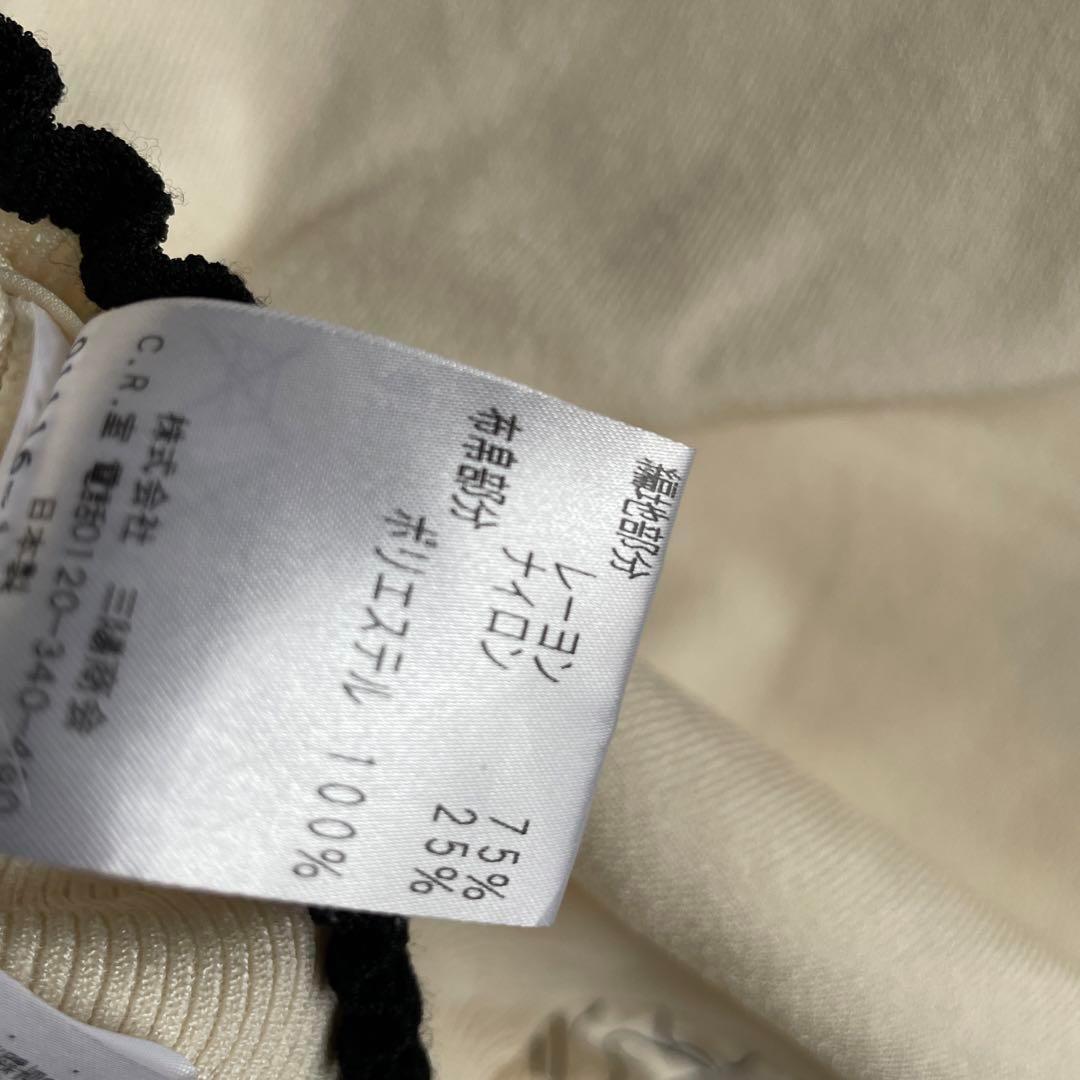 編地部分
レーヨン 75%
ナイロン 25%
布帛部分
ポリエステル 100%
株式会社 三陽商会
C.R.室 電話0120-340-
日本製